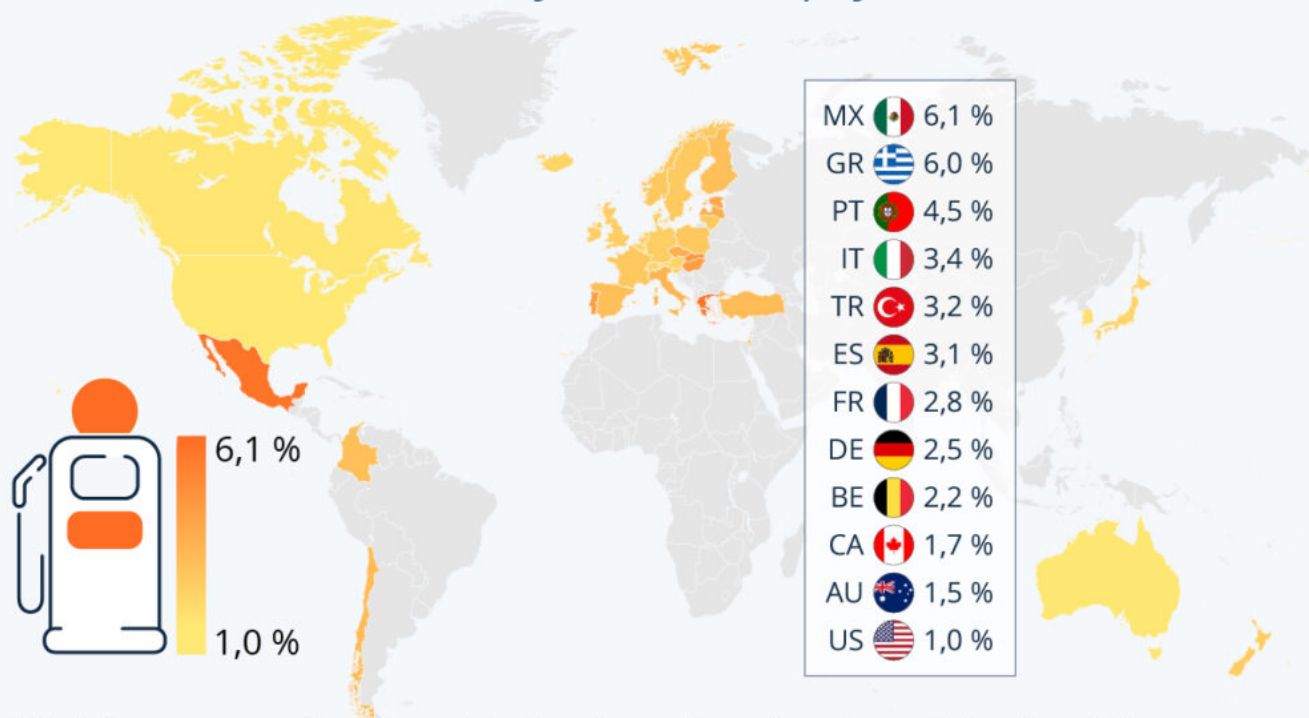 MX 6,1 %
GR 6,0 %
PT 4,5 %
IT 3,4 %
TR 3,2 %
ES 3,1 %
FR 2,8 %
DE 2,5 %
BE 2,2 %
CA 1,7 %
AU 1,5 %
US 1,0 %
6,1 %
1,0 %